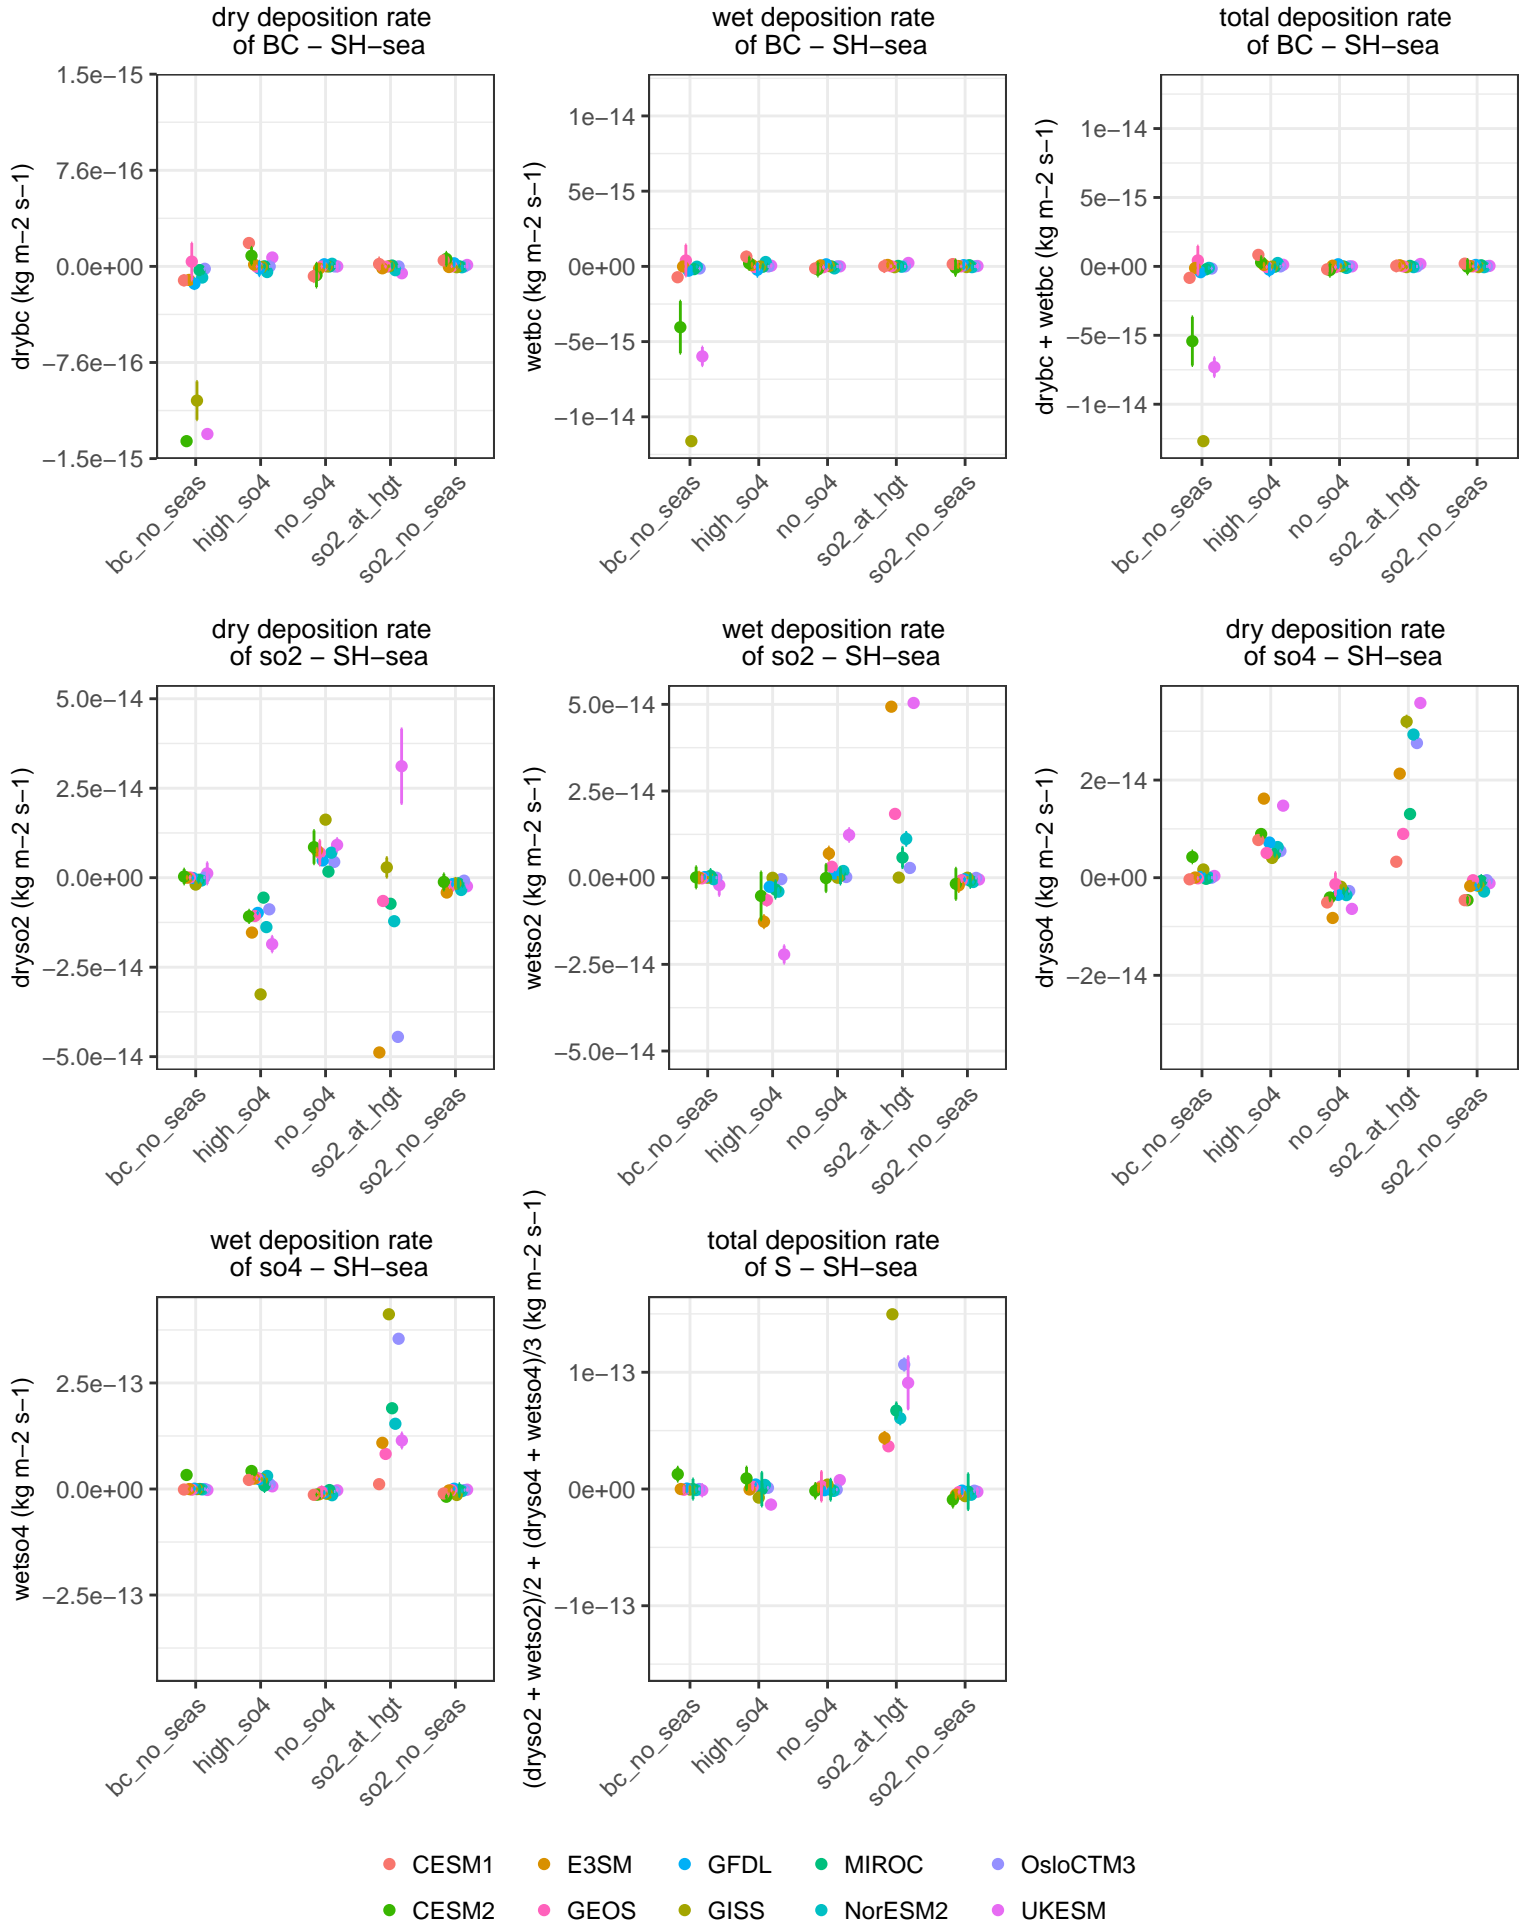 dry deposition rate
of BC − SH−sea
drybc (kg m−2 s−1)
1.5e−15
7.6e−16
0.0e+00
−7.6e−16
−1.5e−15
bc_no_seas
high_so4
no_so4
so2_at_hgt
so2_no_seas
wet deposition rate
of BC − SH−sea
wetbc (kg m−2 s−1)
1e−14
5e−15
0e+00
−5e−15
−1e−14
bc_no_seas
high_so4
no_so4
so2_at_hgt
so2_no_seas
total deposition rate
of BC − SH−sea
drybc + wetbc (kg m−2 s−1)
1e−14
5e−15
0e+00
−5e−15
−1e−14
bc_no_seas
high_so4
no_so4
so2_at_hgt
so2_no_seas
dry deposition rate
of so2 − SH−sea
dryso2 (kg m−2 s−1)
5.0e−14
2.5e−14
0.0e+00
−2.5e−14
−5.0e−14
bc_no_seas
high_so4
no_so4
so2_at_hgt
so2_no_seas
wet deposition rate
of so2 − SH−sea
wetso2 (kg m−2 s−1)
5.0e−14
2.5e−14
0.0e+00
−2.5e−14
−5.0e−14
bc_no_seas
high_so4
no_so4
so2_at_hgt
so2_no_seas
dry deposition rate
of so4 − SH−sea
dryso4 (kg m−2 s−1)
2e−14
0e+00
−2e−14
bc_no_seas
high_so4
no_so4
so2_at_hgt
so2_no_seas
wet deposition rate
of so4 − SH−sea
wetso4 (kg m−2 s−1)
2.5e−13
0.0e+00
−2.5e−13
bc_no_seas
high_so4
no_so4
so2_at_hgt
so2_no_seas
total deposition rate
of S − SH−sea
(dryso2 + wetso2)/2 + (dryso4 + wetso4)/3 (kg m−2 s−1)
1e−13
0e+00
−1e−13
bc_no_seas
high_so4
no_so4
so2_at_hgt
so2_no_seas
CESM1 E3SM GFDL MIROC OsloCTM3
CESM2 GEOS GISS NorESM2 UKESM